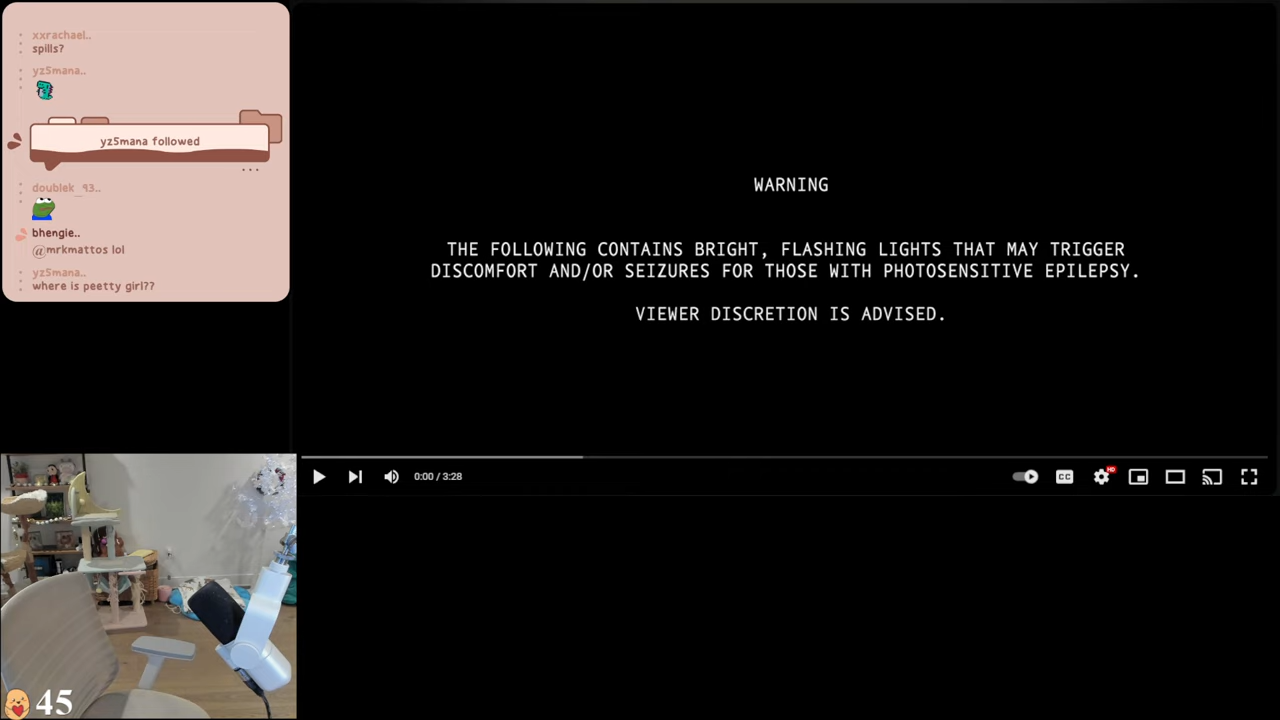 xxrachael..
spills?
yz5mana..
yz5mana followed
doublek_93..
bhengie..
@mrkmattos lol
yz5mana..
where is peetty girl??
WARNING
THE FOLLOWING CONTAINS BRIGHT, FLASHING LIGHTS THAT MAY TRIGGER
DISCOMFORT AND/OR SEIZURES FOR THOSE WITH PHOTOSENSITIVE EPILEPSY.
VIEWER DISCRETION IS ADVISED.
0:00 / 3:28
CC
HD
45